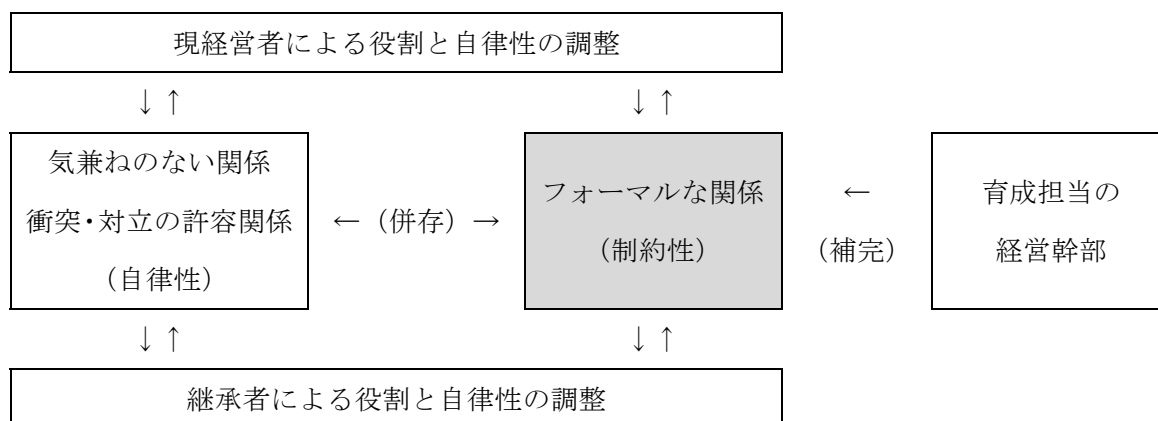 現経営者による役割と自律性の調整
↓↑ ↓↑
気兼ねのない関係
衝突・対立の許容関係
（自律性）
←（併存）→
フォーマルな関係
（制約性）
←
（補完）
育成担当の
経営幹部
↓↑ ↓↑
継承者による役割と自律性の調整